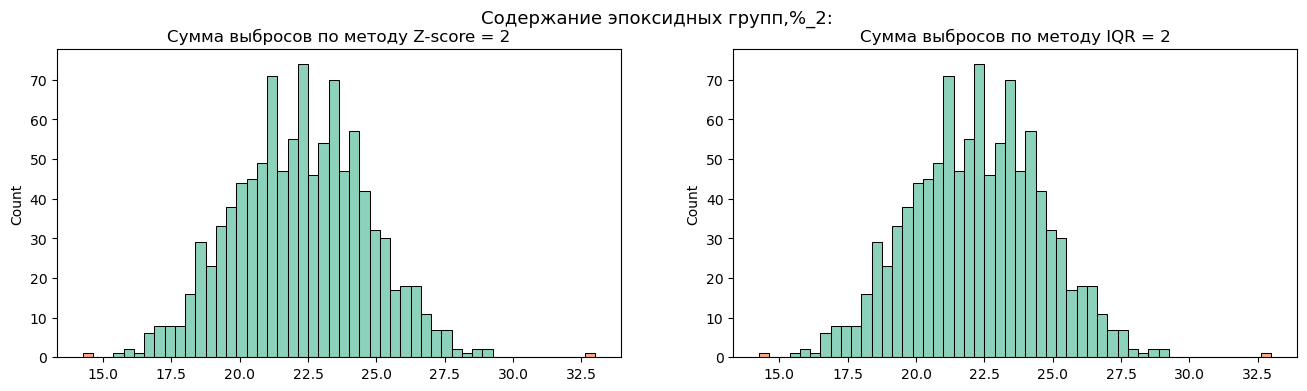 Содержание эпоксидных групп,%_2:
Сумма выбросов по методу Z-score = 2
Count
70
60
50
40
30
20
10
0
15.0 17.5 20.0 22.5 25.0 27.5 30.0 32.5
Сумма выбросов по методу IQR = 2
Count
70
60
50
40
30
20
10
0
15.0 17.5 20.0 22.5 25.0 27.5 30.0 32.5